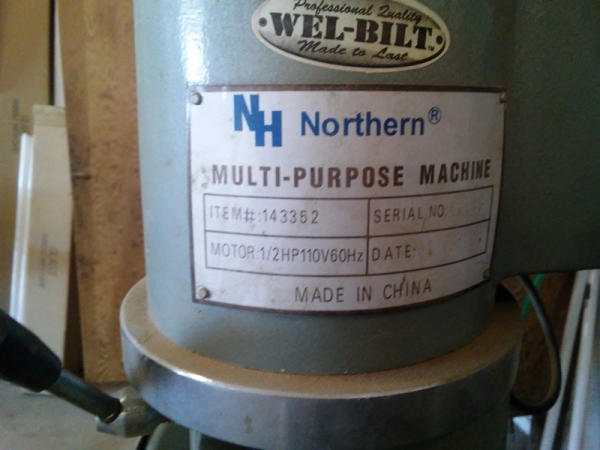 Professional Quality
WEL-BILT™
Made to Last
NH Northern®
MULTI-PURPOSE MACHINE
ITEM#:143352 SERIAL NO.
MOTOR:1/2HP110V60Hz DATE:
MADE IN CHINA